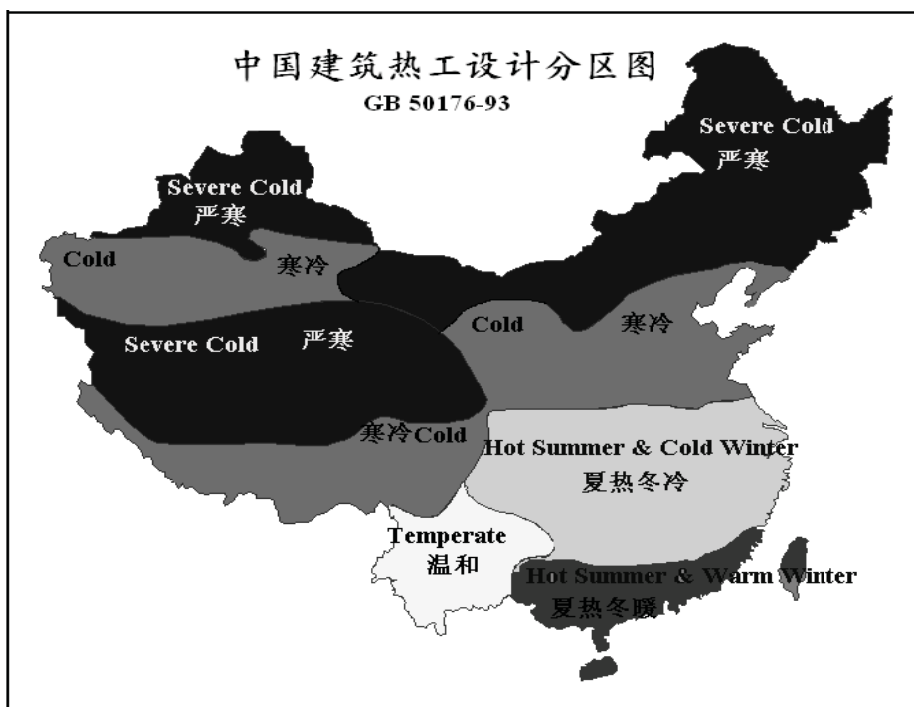 中国建筑热工设计分区图
GB 50176-93
Severe Cold
严寒
Severe Cold
严寒
Cold
寒冷
Severe Cold
严寒
Cold
寒冷
寒冷 Cold
Hot Summer & Cold Winter
夏热冬冷
Temperate
温和
Hot Summer & Warm Winter
夏热冬暖